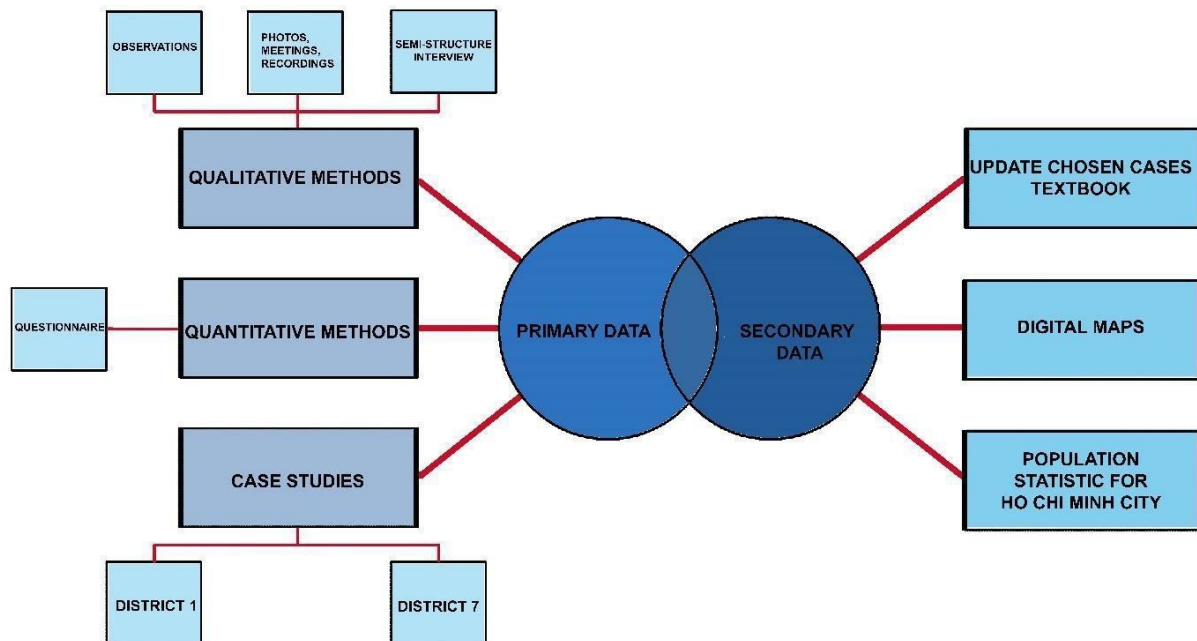 OBSERVATIONS
PHOTOS,
MEETINGS,
RECORDINGS
SEMI-STRUCTURE
INTERVIEW
QUALITATIVE METHODS
UPDATE CHOSEN CASES
TEXTBOOK
QUESTIONNAIRE
QUANTITATIVE METHODS
PRIMARY DATA
SECONDARY
DATA
DIGITAL MAPS
CASE STUDIES
POPULATION
STATISTIC FOR
HO CHI MINH CITY
DISTRICT 1
DISTRICT 7